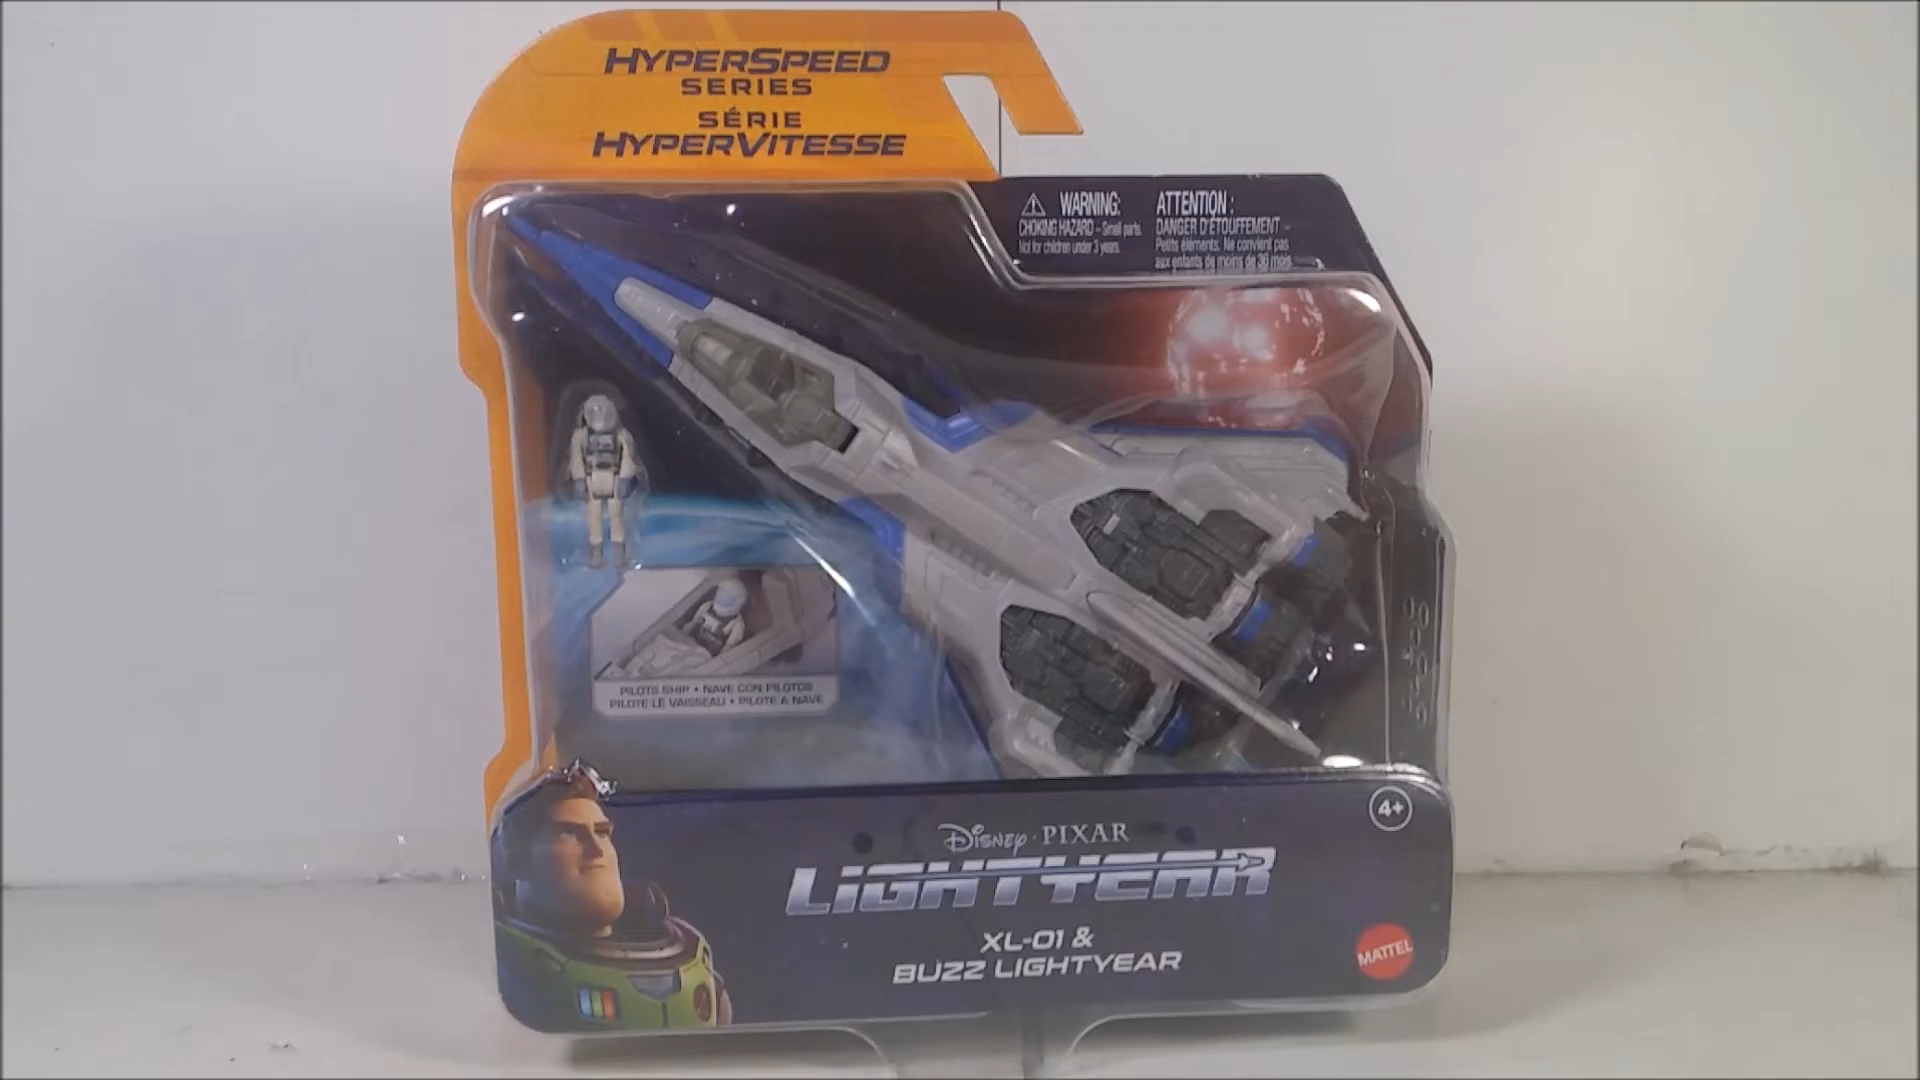 HYPERSPEED
SERIES
SÉRIE
HYPERVITESSE
WARNING:
CHOKING HAZARD – Small parts.
Not for children under 3 years.
ATTENTION :
DANGER D'ÉTOUFFEMENT –
Petits éléments. Ne convient pas
aux enfants de moins de 36 mois.
PILOTS SHIP • NAVE CON PILOTOS
PILOTE LE VAISSEAU • PILOTE A NAVE
4+
Disney · PIXAR
LIGHTYEAR
XL-01 &
BUZZ LIGHTYEAR
MATTEL